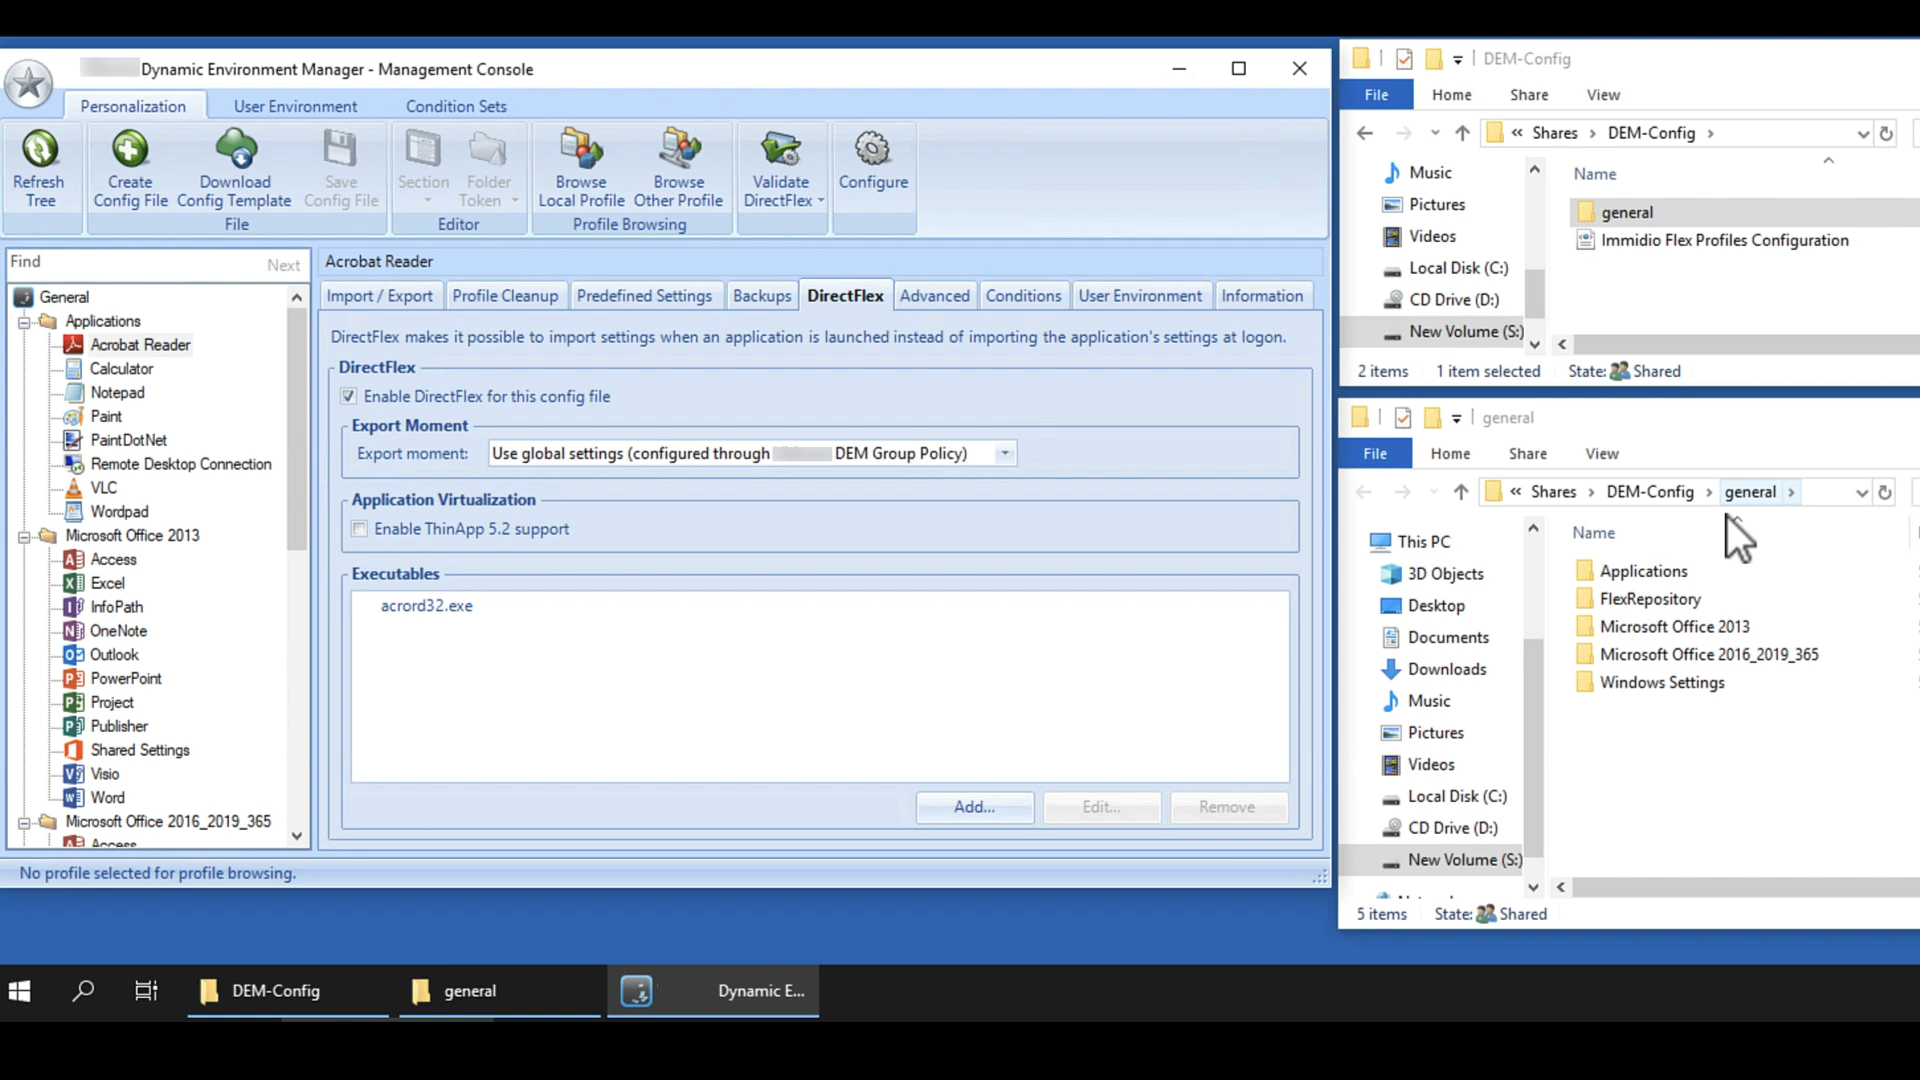 Dynamic Environment Manager - Management Console
Personalization
User Environment
Condition Sets
Refresh
Tree
Create
Config File
Download
Config Template
Save
Config File
File
Section
Folder
Token
Editor
Browse
Local Profile
Browse
Other Profile
Profile Browsing
Validate
DirectFlex
Configure
Find
Next
General
Applications
Acrobat Reader
Calculator
Notepad
Paint
PaintDotNet
Remote Desktop Connection
VLC
Wordpad
Microsoft Office 2013
Access
Excel
InfoPath
OneNote
Outlook
PowerPoint
Project
Publisher
Shared Settings
Visio
Word
Microsoft Office 2016_2019_365
Access
Acrobat Reader
Import / Export
Profile Cleanup
Predefined Settings
Backups
DirectFlex
Advanced
Conditions
User Environment
Information
DirectFlex makes it possible to import settings when an application is launched instead of importing the application's settings at logon.
DirectFlex
Enable DirectFlex for this config file
Export Moment
Export moment:
Use global settings (configured through DEM Group Policy)
Application Virtualization
Enable ThinApp 5.2 support
Executables
acrord32.exe
Add...
Edit...
Remove
No profile selected for profile browsing.
DEM-Config
File
Home
Share
View
« Shares > DEM-Config >
Music
Pictures
Videos
Local Disk (C:)
CD Drive (D:)
New Volume (S:)
Name
general
Immidio Flex Profiles Configuration
2 items
1 item selected
State:
Shared
general
File
Home
Share
View
« Shares > DEM-Config > general >
This PC
3D Objects
Desktop
Documents
Downloads
Music
Pictures
Videos
Local Disk (C:)
CD Drive (D:)
New Volume (S:)
Name
Applications
FlexRepository
Microsoft Office 2013
Microsoft Office 2016_2019_365
Windows Settings
5 items
State:
Shared
DEM-Config
general
Dynamic E...